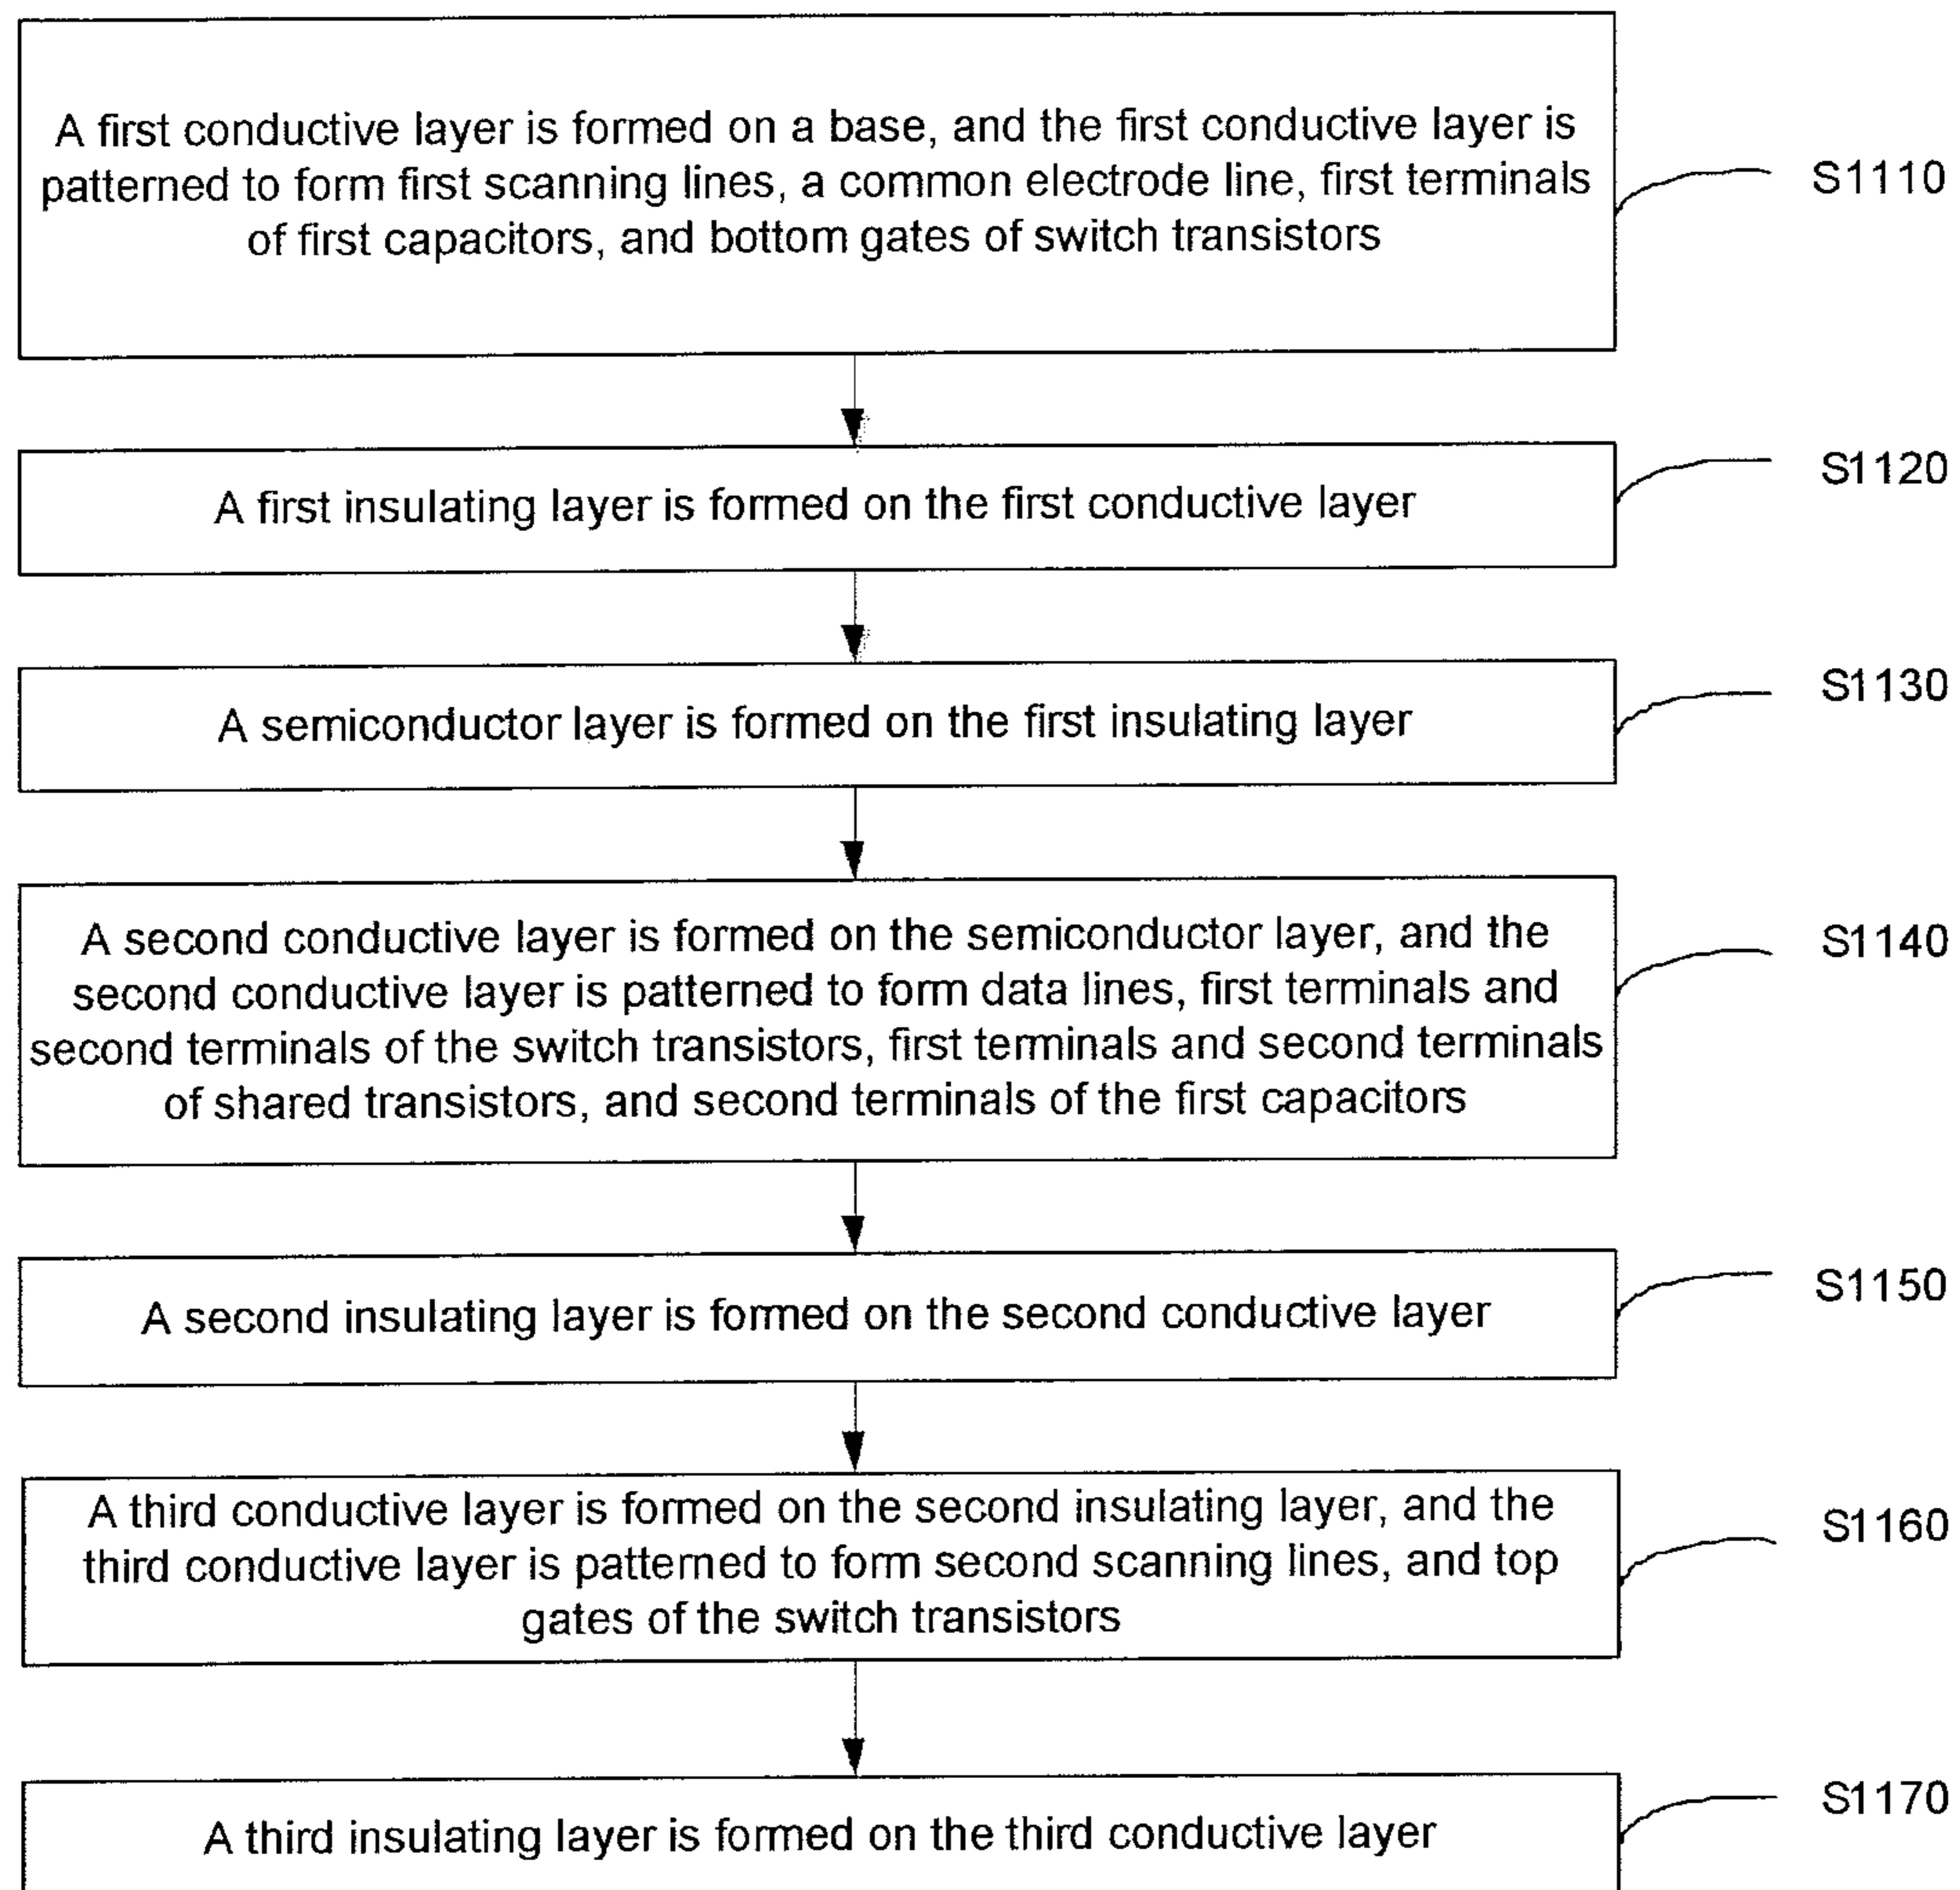 A first conductive layer is formed on a base, and the first conductive layer is
patterned to form first scanning lines, a common electrode line, first terminals
of first capacitors, and bottom gates of switch transistors
S1110
A first insulating layer is formed on the first conductive layer
S1120
A semiconductor layer is formed on the first insulating layer
S1130
A second conductive layer is formed on the semiconductor layer, and the
second conductive layer is patterned to form data lines, first terminals and
second terminals of the switch transistors, first terminals and second terminals
of shared transistors, and second terminals of the first capacitors
S1140
A second insulating layer is formed on the second conductive layer
S1150
A third conductive layer is formed on the second insulating layer, and the
third conductive layer is patterned to form second scanning lines, and top
gates of the switch transistors
S1160
A third insulating layer is formed on the third conductive layer
S1170